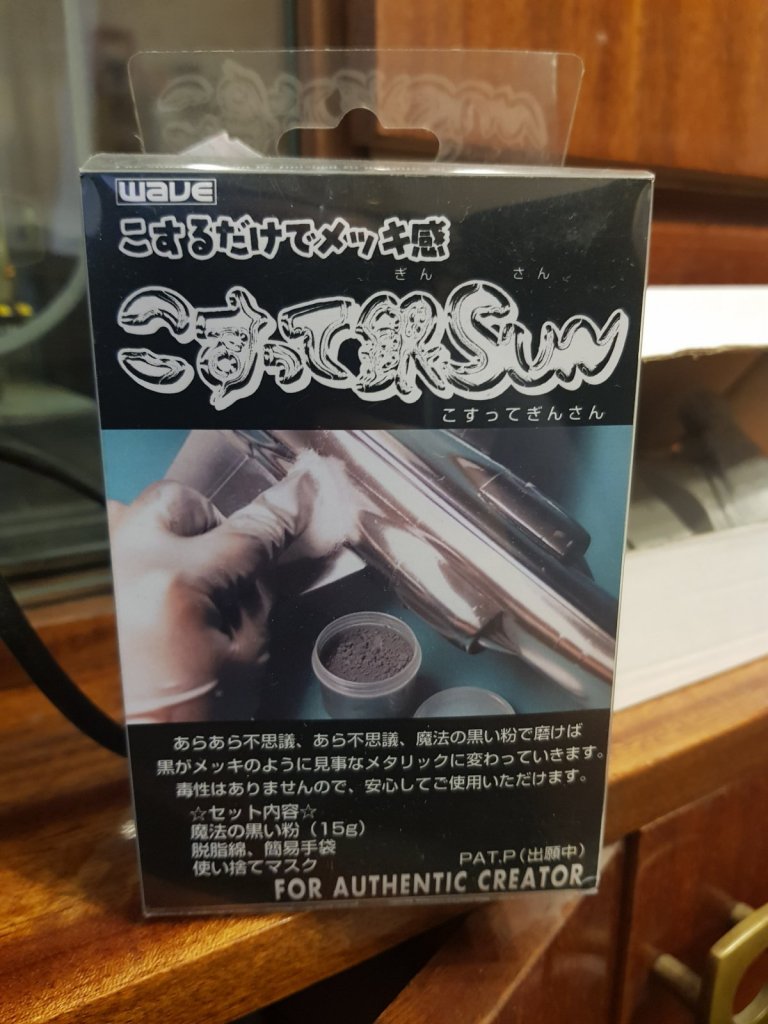 wave
こするだけでメッキ感
ぎん さん
こすって銀Sun
こすってぎんさん
あらあら不思議、あら不思議、魔法の黒い粉で磨けば
黒がメッキのように見事なメタリックに変わっていきます。
毒性はありませんので、安心してご使用いただけます。
☆セット内容☆
魔法の黒い粉（15g）
脱脂綿、簡易手袋
使い捨てマスク
PAT.P（出願中）
FOR AUTHENTIC CREATOR